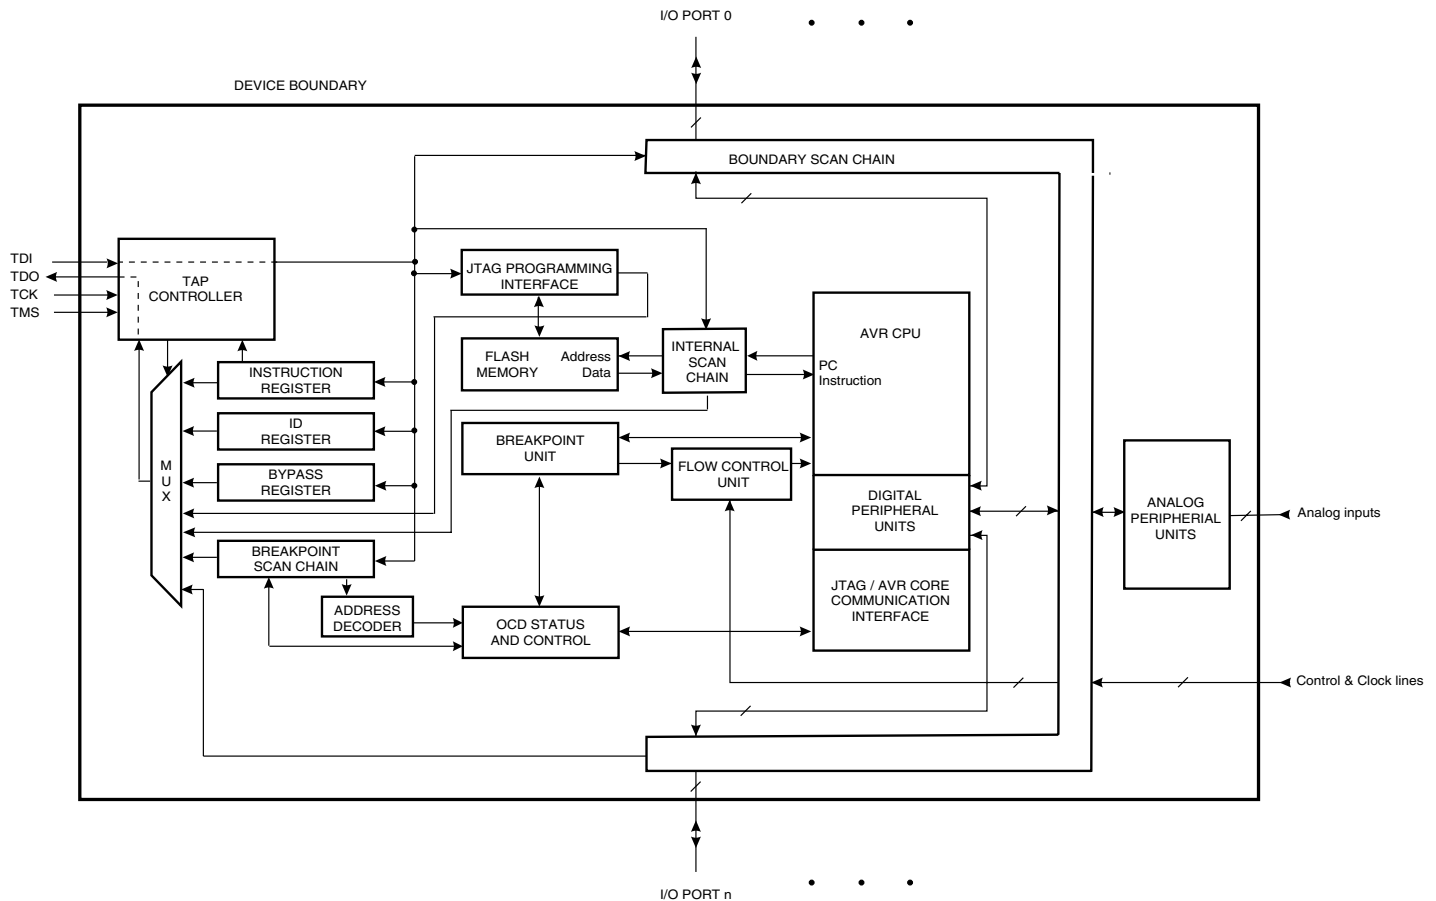 I/O PORT 0
DEVICE BOUNDARY
BOUNDARY SCAN CHAIN
TDI
TDO
TCK
TMS
TAP
CONTROLLER
JTAG PROGRAMMING
INTERFACE
AVR CPU
FLASH
MEMORY
Address
Data
INTERNAL
SCAN
CHAIN
PC
Instruction
INSTRUCTION
REGISTER
ID
REGISTER
BREAKPOINT
UNIT
FLOW CONTROL
UNIT
M
U
X
BYPASS
REGISTER
DIGITAL
PERIPHERAL
UNITS
ANALOG
PERIPHERIAL
UNITS
Analog inputs
BREAKPOINT
SCAN CHAIN
ADDRESS
DECODER
OCD STATUS
AND CONTROL
JTAG / AVR CORE
COMMUNICATION
INTERFACE
Control & Clock lines
I/O PORT n